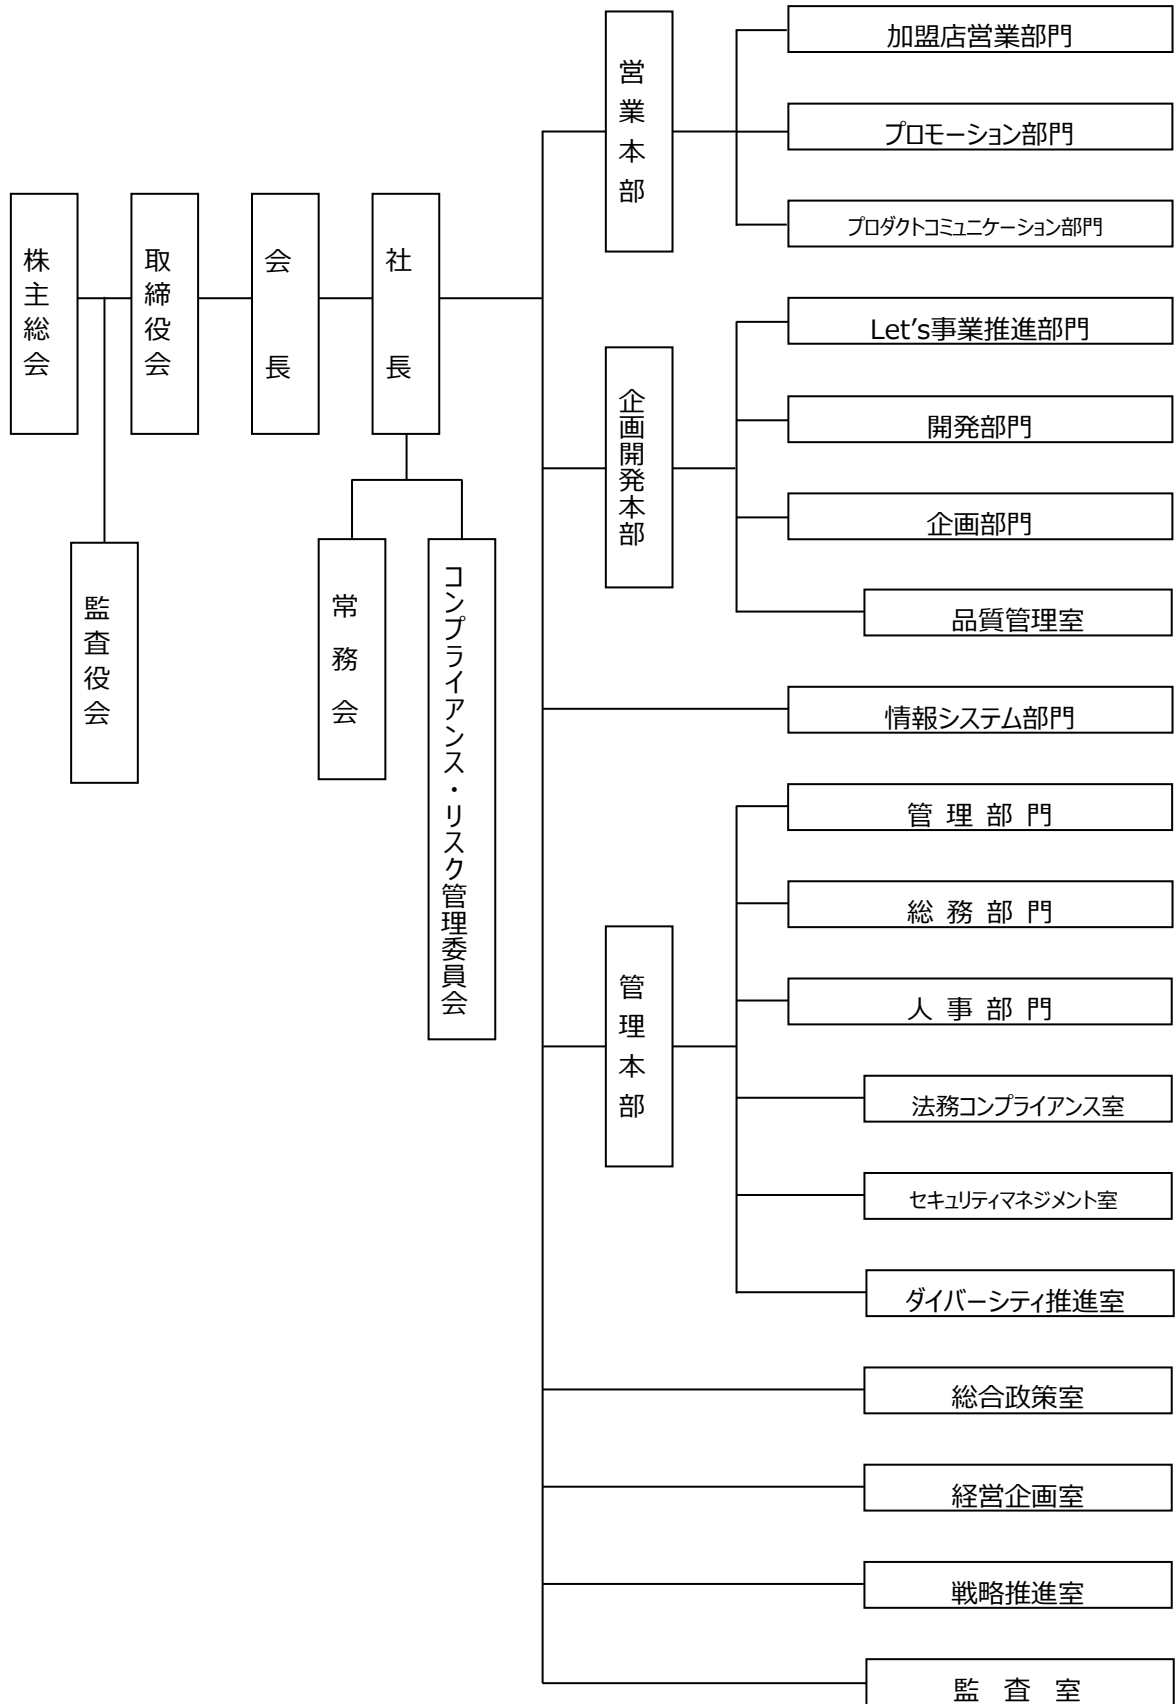 株主総会
監査役会
取締役会
会長
社長
常務会
コンプライアンス・リスク管理委員会
営業本部
加盟店営業部門
プロモーション部門
プロダクトコミュニケーション部門
企画開発本部
Let's事業推進部門
開発部門
企画部門
品質管理室
情報システム部門
管理本部
管理部門
総務部門
人事部門
法務コンプライアンス室
セキュリティマネジメント室
ダイバーシティ推進室
総合政策室
経営企画室
戦略推進室
監査室